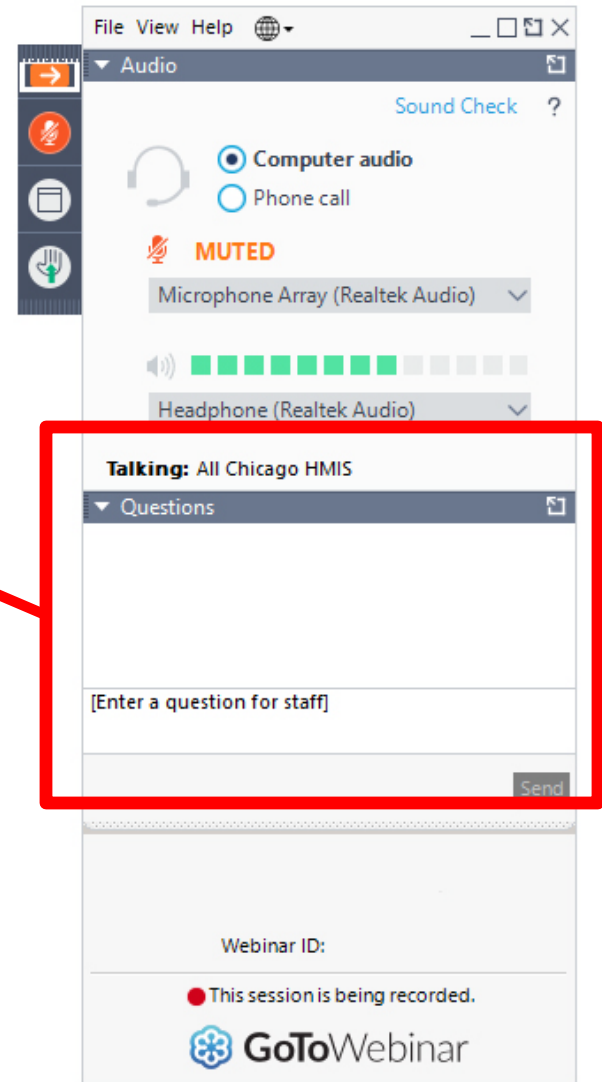 File View Help
Audio
Sound Check ?
Computer audio
Phone call
MUTED
Microphone Array (Realtek Audio)
Headphone (Realtek Audio)
Talking: All Chicago HMIS
Questions
[Enter a question for staff]
Send
Webinar ID:
This session is being recorded.
GoToWebinar